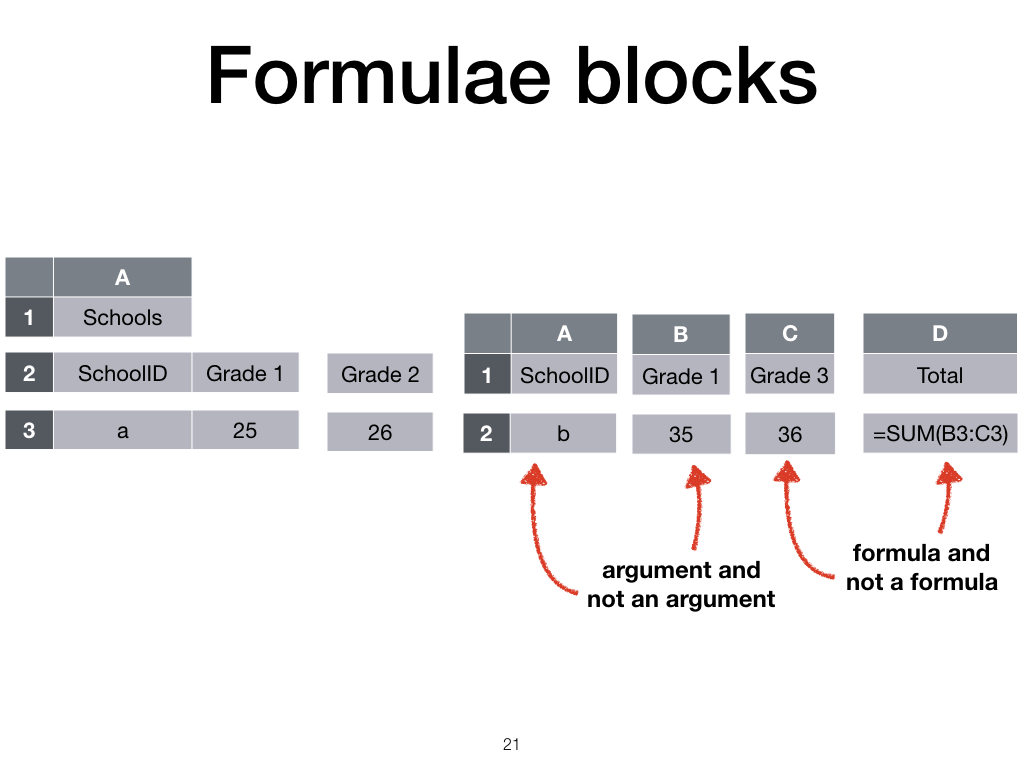 Formulae blocks
A
1 Schools
2 SchoolID Grade 1 Grade 2
3 a 25 26
A B C D
1 SchoolID Grade 1 Grade 3 Total
2 b 35 36 =SUM(B3:C3)
argument and
not an argument
formula and
not a formula
21